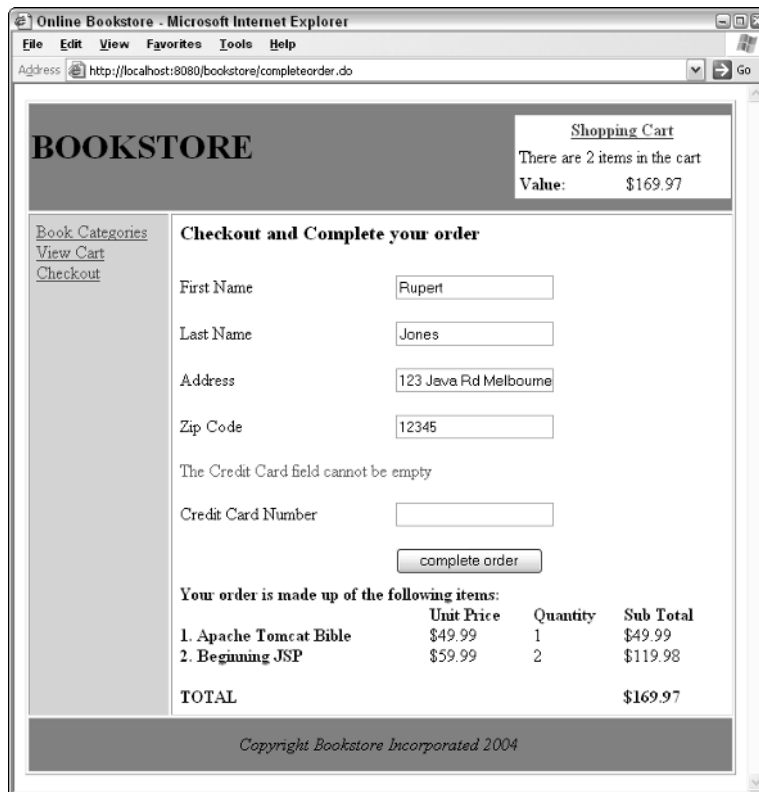 Online Bookstore - Microsoft Internet Explorer
File Edit View Favorites Tools Help
Address http://localhost:8080/bookstore/completeorder.do Go
BOOKSTORE
Shopping Cart
There are 2 items in the cart
Value: $169.97
Book Categories
View Cart
Checkout
Checkout and Complete your order
First Name Rupert
Last Name Jones
Address 123 Java Rd Melbourne
Zip Code 12345
The Credit Card field cannot be empty
Credit Card Number
complete order
Your order is made up of the following items:
Unit Price Quantity Sub Total
1. Apache Tomcat Bible $49.99 1 $49.99
2. Beginning JSP $59.99 2 $119.98
TOTAL $169.97
Copyright Bookstore Incorporated 2004